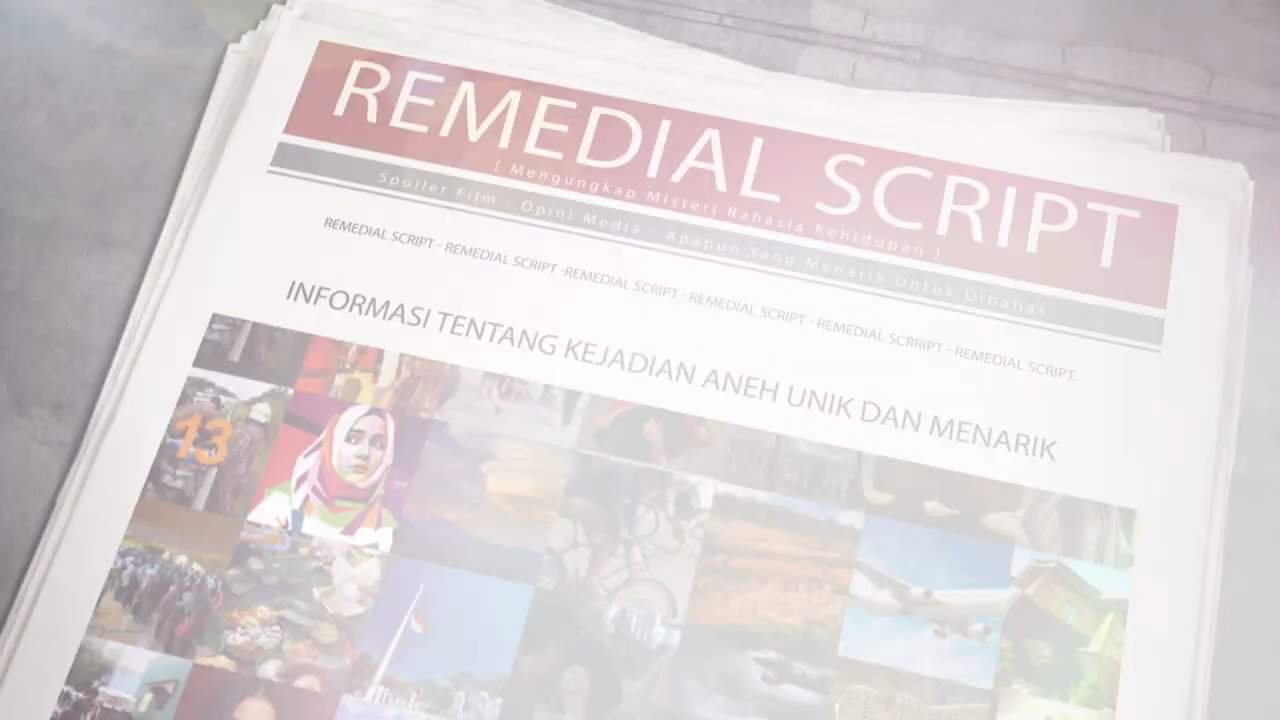 REMEDIAL SCRIPT
[ Mengungkap Misteri Rahasia Kehidupan ]
Spoiler Film - Opini Media - Apapun Yang Menarik Untuk Dibahas
REMEDIAL SCRIPT - REMEDIAL SCRIPT -REMEDIAL SCRIPT - REMEDIAL SCRIPT - REMEDIAL SCRRIPT - REMEDIAL SCRIPT.
INFORMASI TENTANG KEJADIAN ANEH UNIK DAN MENARIK
13